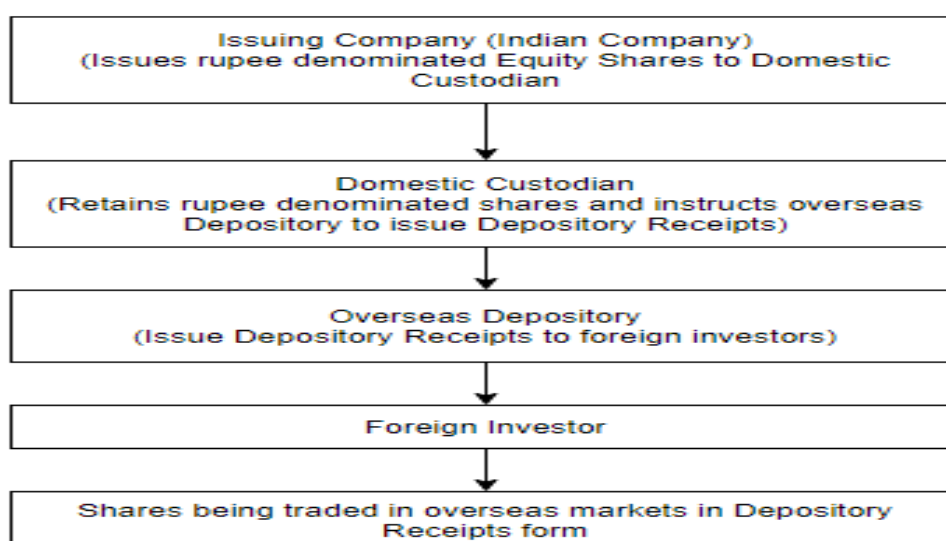 Issuing Company (Indian Company)
(Issues rupee denominated Equity Shares to Domestic
Custodian
Domestic Custodian
(Retains rupee denominated shares and instructs overseas
Depository to issue Depository Receipts)
Overseas Depository
(Issue Depository Receipts to foreign investors)
Foreign Investor
Shares being traded in overseas markets in Depository
Receipts form